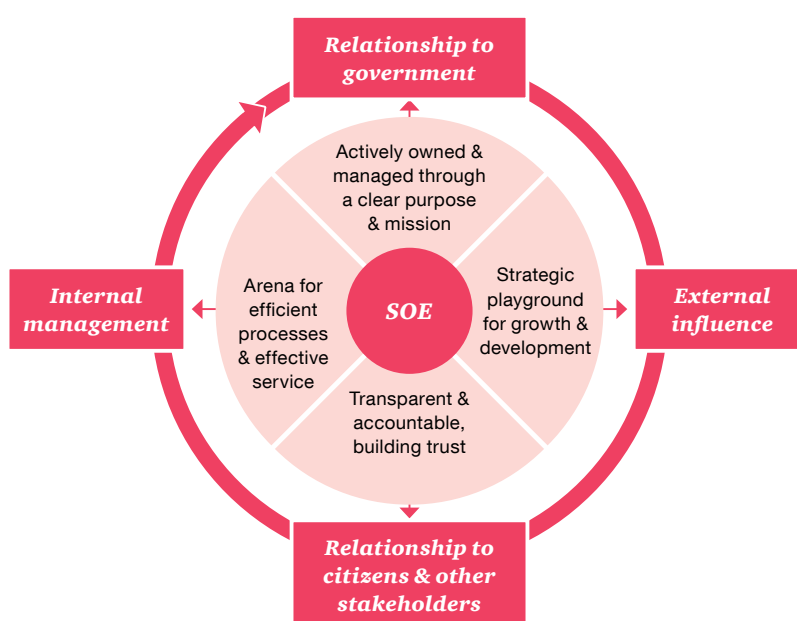 Relationship to
government
Actively owned &
managed through
a clear purpose
& mission
Internal
management
Arena for
efficient
processes
& effective
service
SOE
Strategic
playground
for growth &
development
External
influence
Transparent &
accountable,
building trust
Relationship to
citizens & other
stakeholders